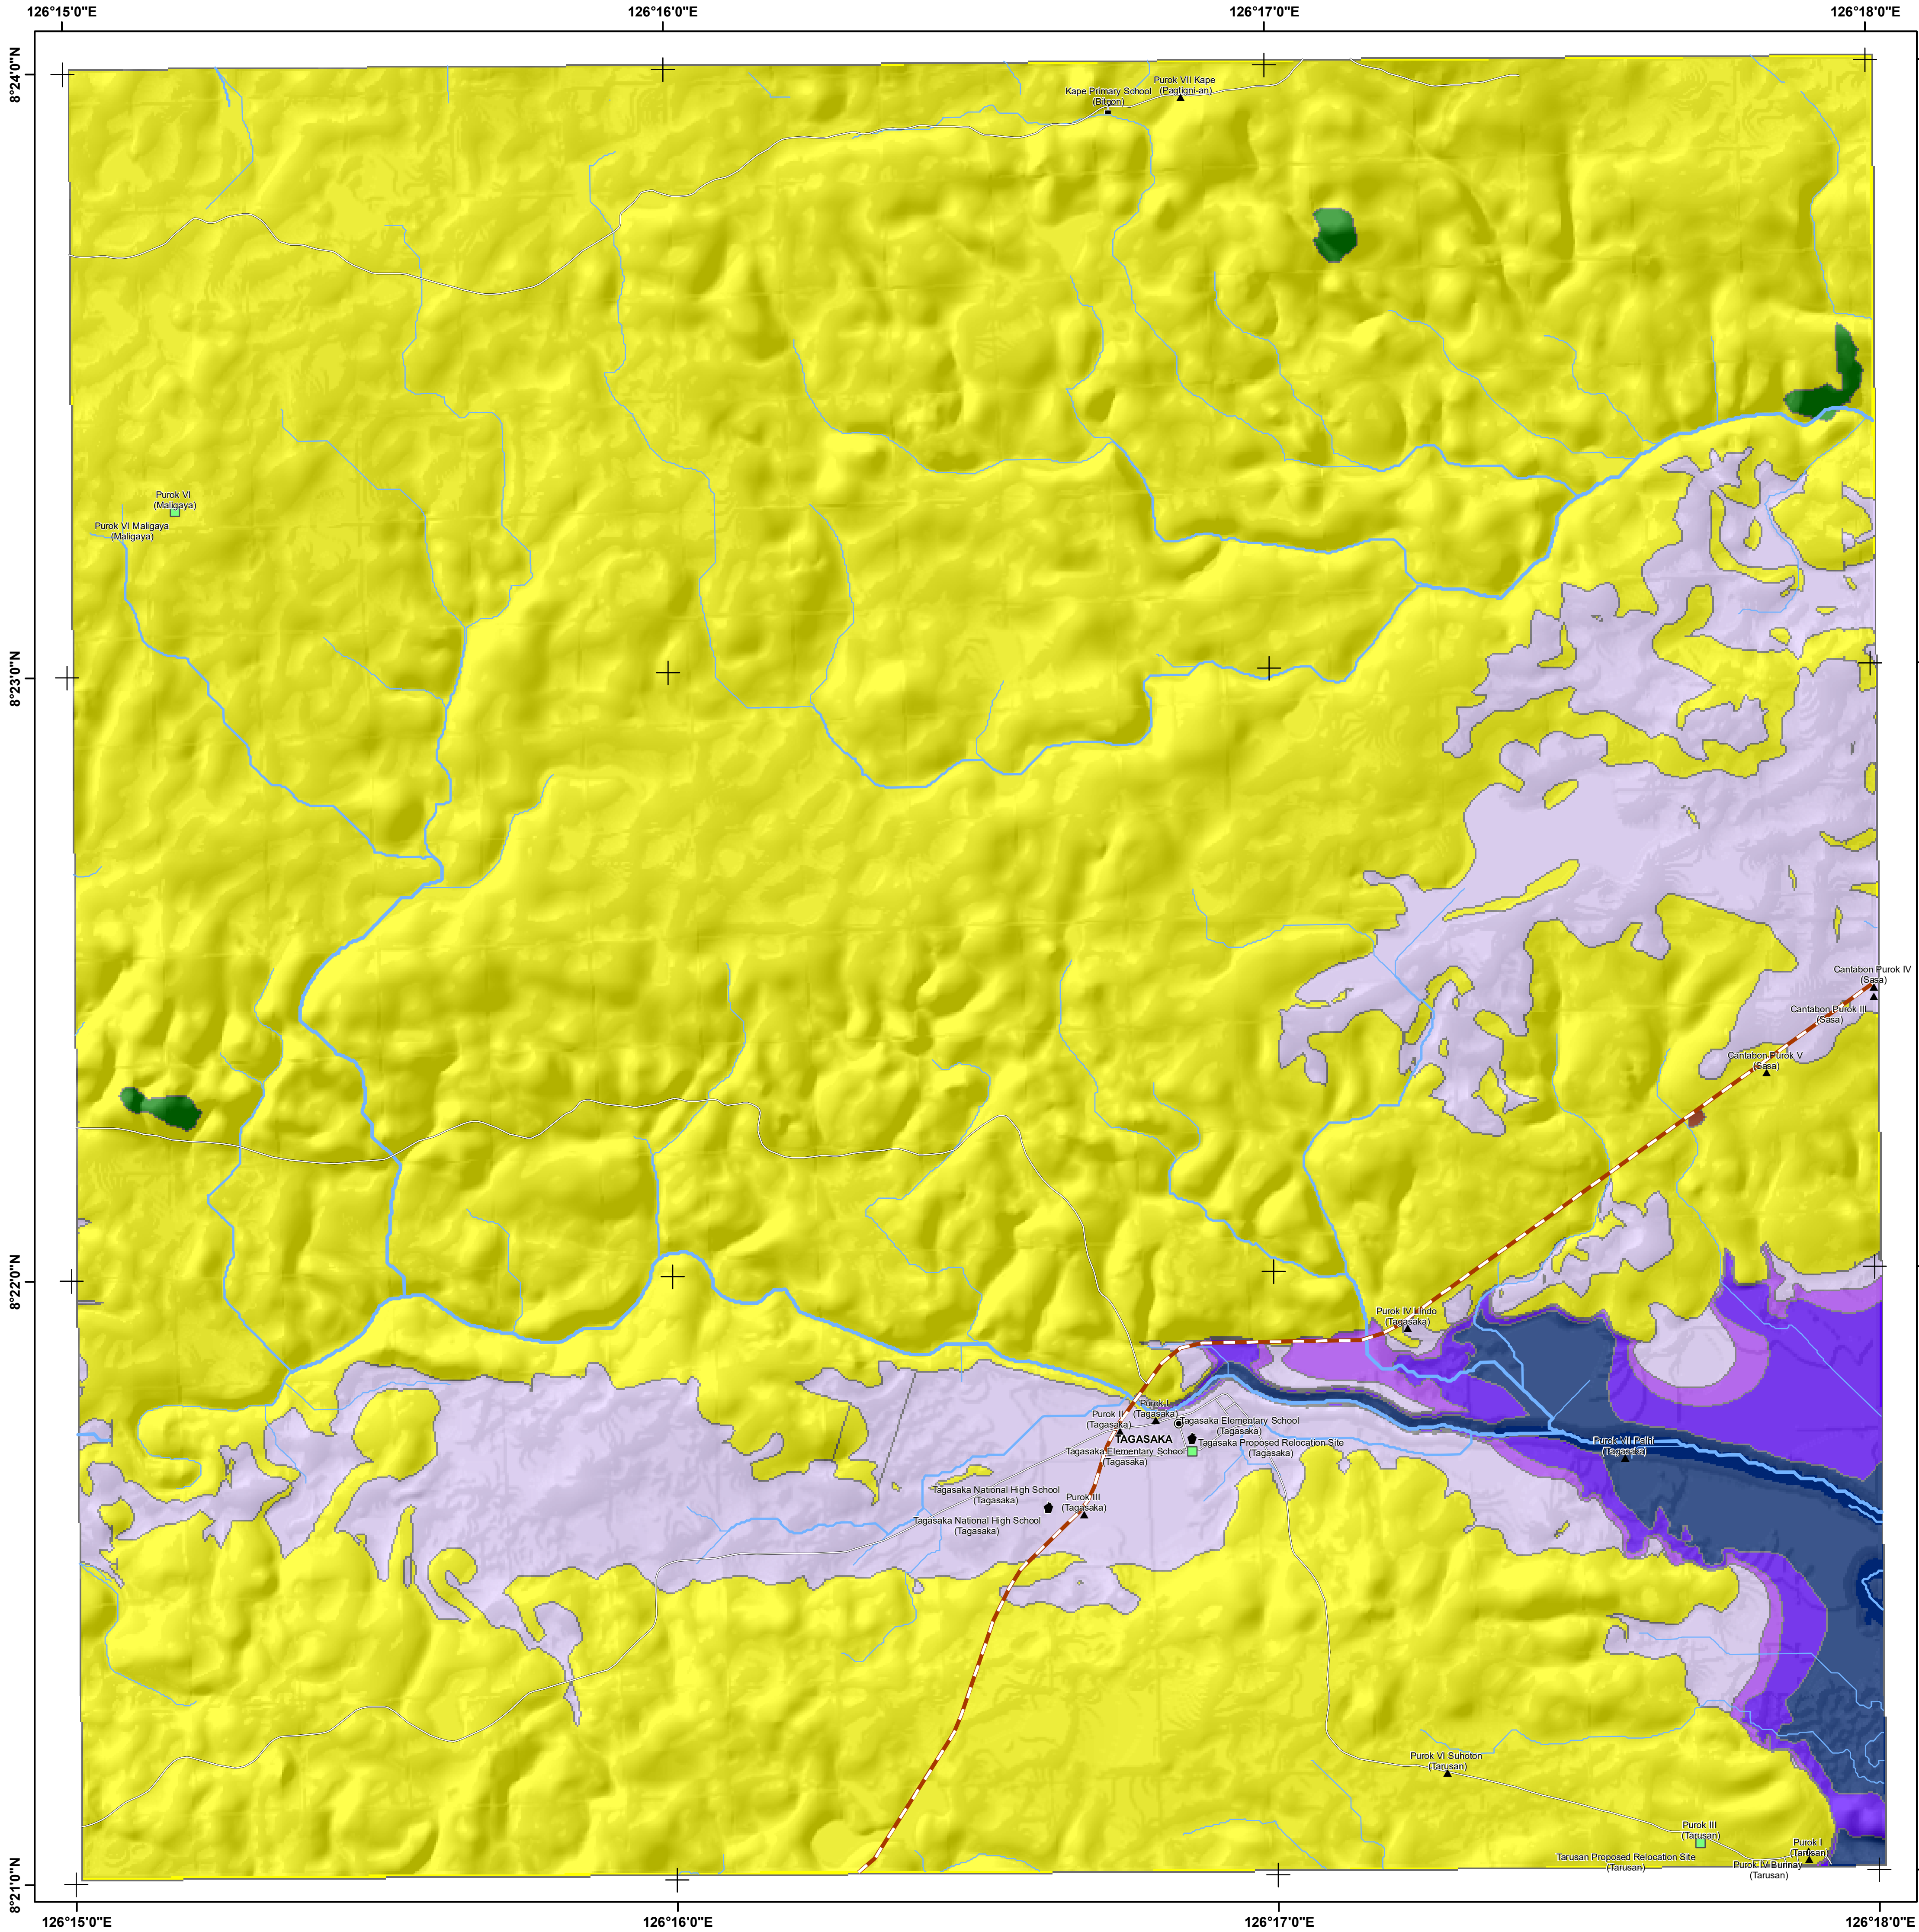 126°15'0"E
126°16'0"E
126°17'0"E
126°18'0"E
8°24'0"N
Purok VII Kape
(Pagtigni-an)
Kape Primary School
(Bitoon)
Purok VI
(Maligaya)
Purok VI Maligaya
(Maligaya)
8°23'0"N
Cantabon Purok IV
(Sasa)
Cantabon Purok III
(Sasa)
Cantabon Purok V
(Sasa)
8°22'0"N
Purok IV Lindo
(Tagasaka)
Purok I
(Tagasaka)
Purok II
(Tagasaka)
Tagasaka Elementary School
(Tagasaka)
TAGASAKA
Tagasaka Proposed Relocation Site
(Tagasaka)
Tagasaka Elementary School
(Tagasaka)
(Tagasaka)
Tagasaka National High School
(Tagasaka)
Purok III
(Tagasaka)
Tagasaka National High School
(Tagasaka)
Purok VI Suhoton
(Tarusan)
Purok III
(Tarusan)
Purok I
(Tarusan)
Tarusan Proposed Relocation Site
(Tarusan)
Purok IV Burinay
(Tarusan)
8°21'0"N
126°15'0"E
126°16'0"E
126°17'0"E
126°18'0"E